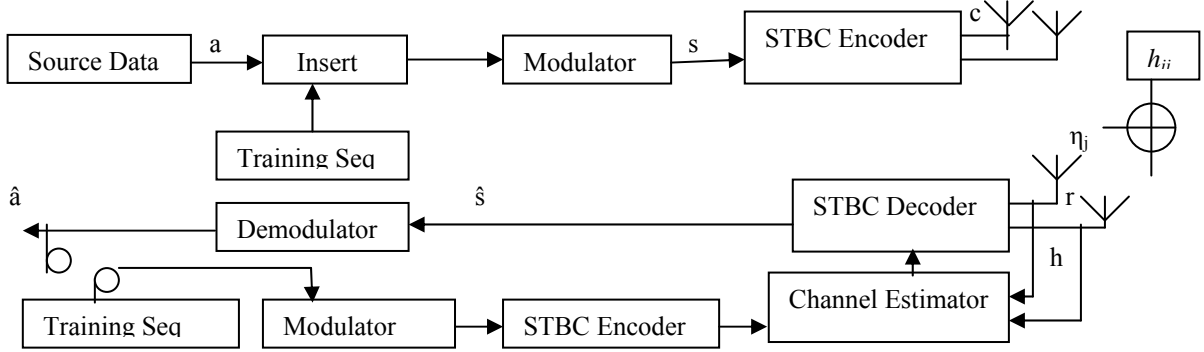 a
s
c
Source Data
Insert
Modulator
STBC Encoder
hij
Training Seq
ηj
â
ŝ
r
Demodulator
STBC Decoder
h
Training Seq
Modulator
STBC Encoder
Channel Estimator